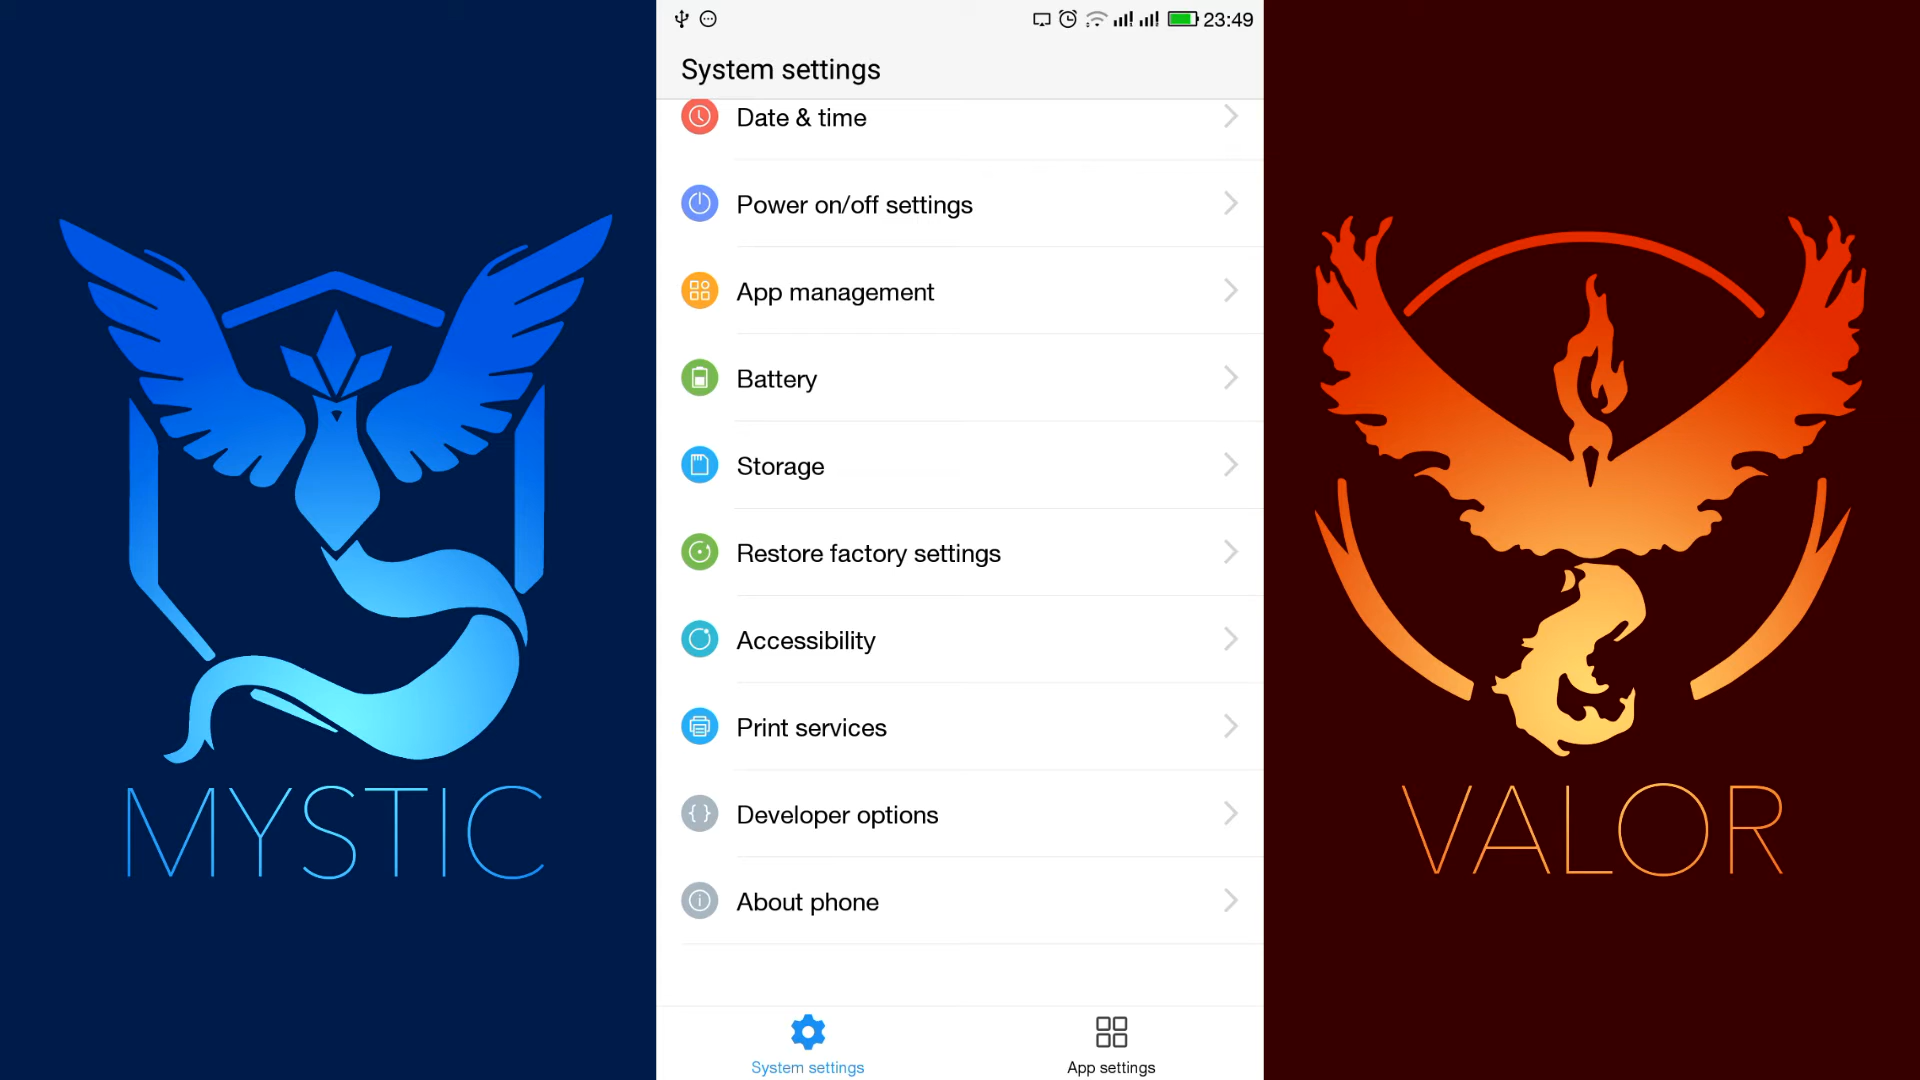 23:49
System settings
Date & time
Power on/off settings
App management
Battery
Storage
Restore factory settings
Accessibility
Print services
Developer options
About phone
System settings
App settings
MYSTIC
VALOR